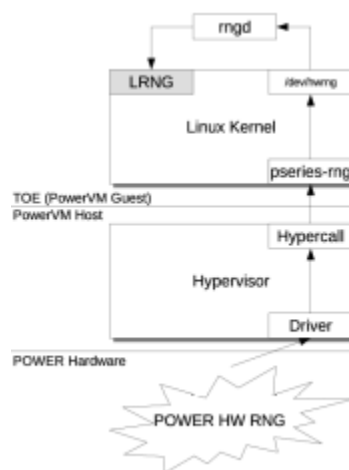 rngd
LRNG
/dev/hwrng
Linux Kernel
pseries-rng
TOE (PowerVM Guest)
PowerVM Host
Hypercall
Hypervisor
Driver
POWER Hardware
POWER HW RNG